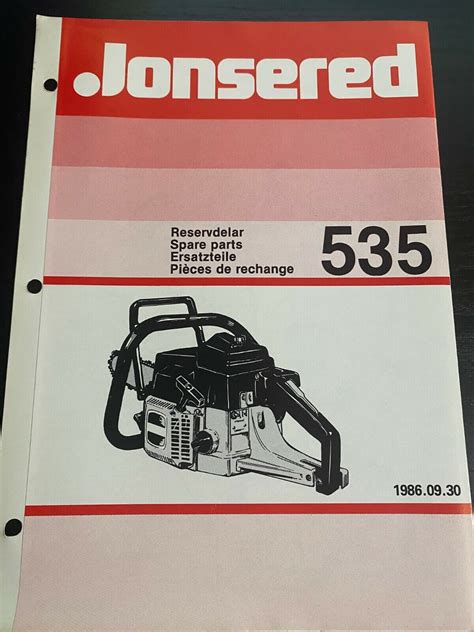 Jonsered
Reservdelar
Spare parts
Ersatzteile
Pièces de rechange
535
1986.09.30